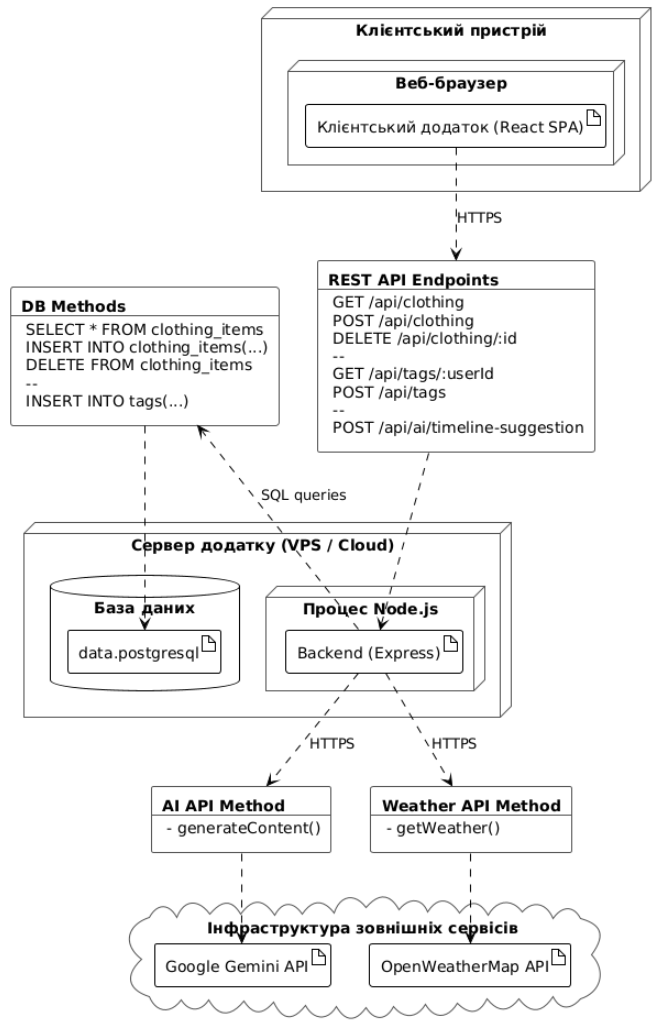 Клієнтський пристрій
Веб-браузер
Клієнтський додаток (React SPA)
HTTPS
DB Methods
SELECT * FROM clothing_items
INSERT INTO clothing_items(...)
DELETE FROM clothing_items
--
INSERT INTO tags(...)
REST API Endpoints
GET /api/clothing
POST /api/clothing
DELETE /api/clothing/:id
--
GET /api/tags/:userId
POST /api/tags
--
POST /api/ai/timeline-suggestion
SQL queries
Сервер додатку (VPS / Cloud)
База даних
data.postgresql
Процес Node.js
Backend (Express)
HTTPS
HTTPS
AI API Method
- generateContent()
Weather API Method
- getWeather()
Інфраструктура зовнішніх сервісів
Google Gemini API
OpenWeatherMap API